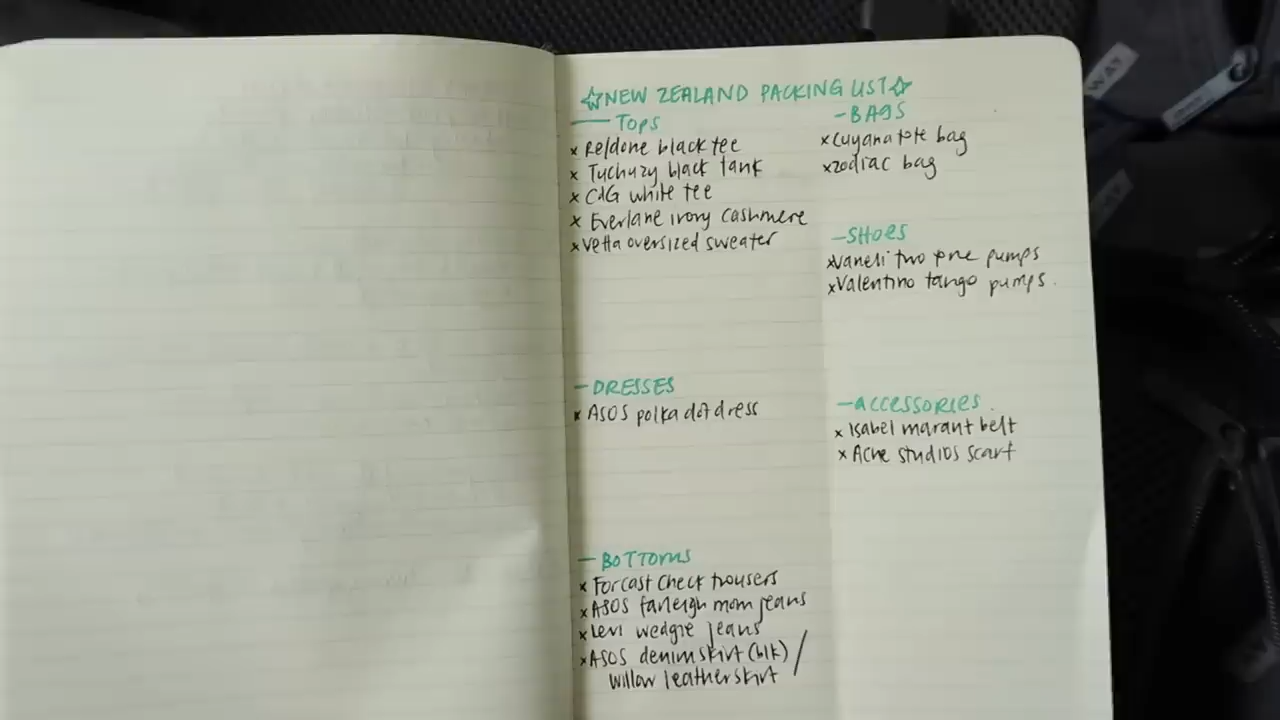 ☆NEW ZEALAND PACKING LIST☆
— TOPS
x Re/done black tee
x Tuchuzy black tank
x CdG white tee
x Everlane ivory cashmere
x Vetta oversized sweater
— DRESSES
x ASOS polka dot dress
— BOTTOMS
x Forcast check trousers
x ASOS farleigh mom jeans
x Levi wedgie jeans
x ASOS denim skirt (blk) /
willow leather skirt
— BAGS
x Cuyana tote bag
x zodiac bag
— SHOES
x Vaneli two tone pumps
x Valentino tango pumps.
— ACCESSORIES.
x Isabel marant belt
x Acne studios scarf